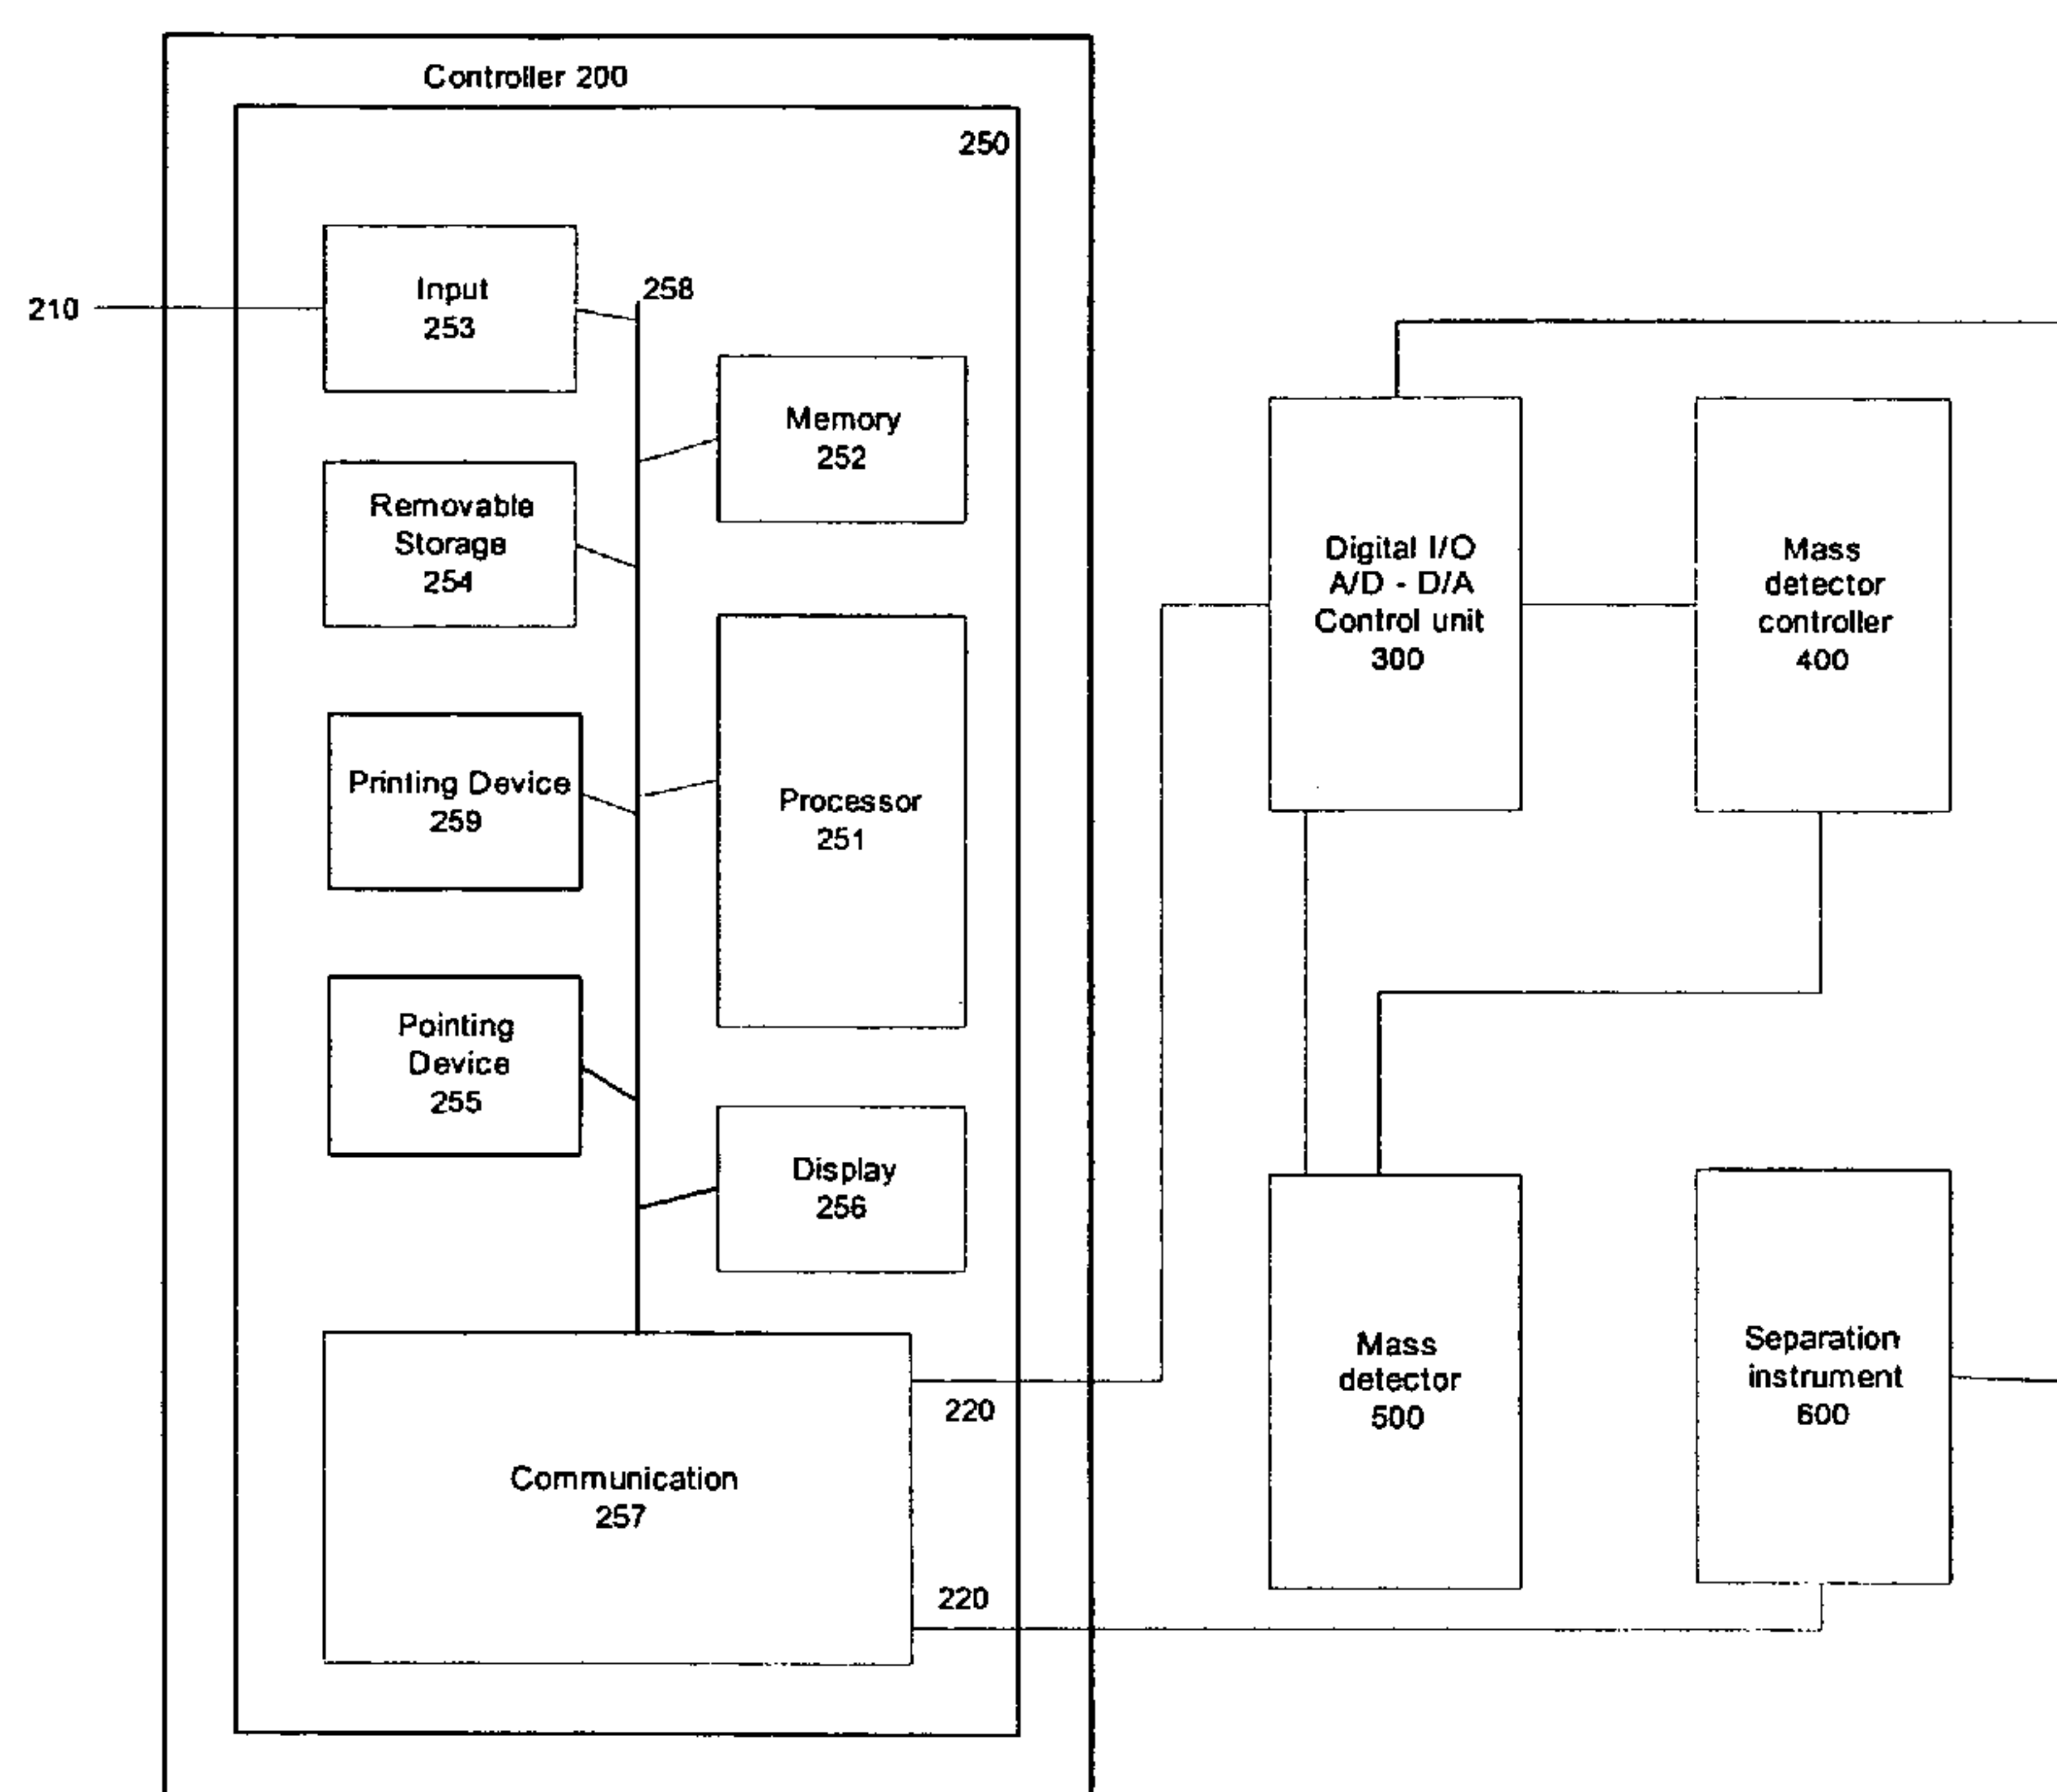 Controller 200
250
Input
253
258
210
Memory
252
Removable
Storage
254
Digital I/O
A/D - D/A
Control unit
300
Mass
detector
controller
400
Printing Device
259
Processor
251
Pointing
Device
255
Display
256
Mass
detector
500
Separation
instrument
600
220
Communication
257
220